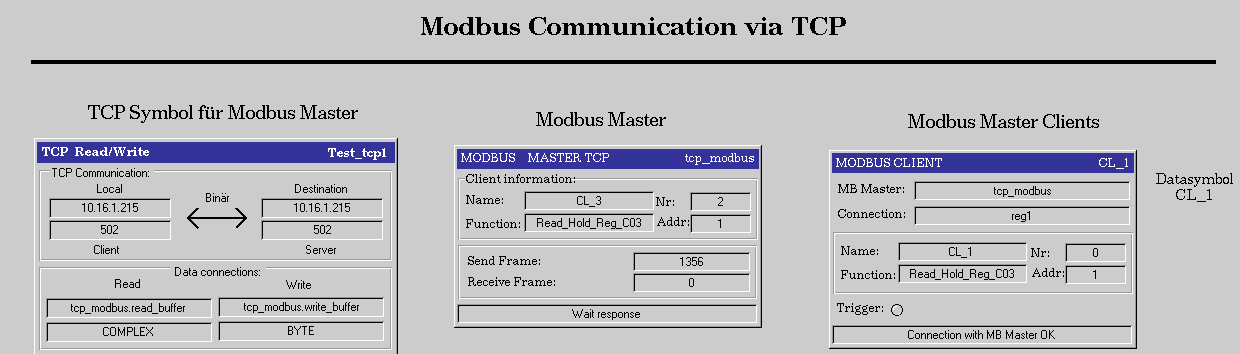 Modbus Communication via TCP
TCP Symbol für Modbus Master
TCP Read/Write Test_tcp1
TCP Communication:
Local Binär Destination
10.16.1.215 10.16.1.215
502 502
Client Server
Data connections:
Read Write
tcp_modbus.read_buffer tcp_modbus.write_buffer
COMPLEX BYTE
Modbus Master
MODBUS MASTER TCP tcp_modbus
Client information:
Name: CL_3 Nr: 2
Function: Read_Hold_Reg_C03 Addr: 1
Send Frame: 1356
Receive Frame: 0
Wait response
Modbus Master Clients
MODBUS CLIENT CL_1
MB Master: tcp_modbus
Connection: reg1
Name: CL_1 Nr: 0
Function: Read_Hold_Reg_C03 Addr: 1
Trigger:
Connection with MB Master OK
Datasymbol
CL_1